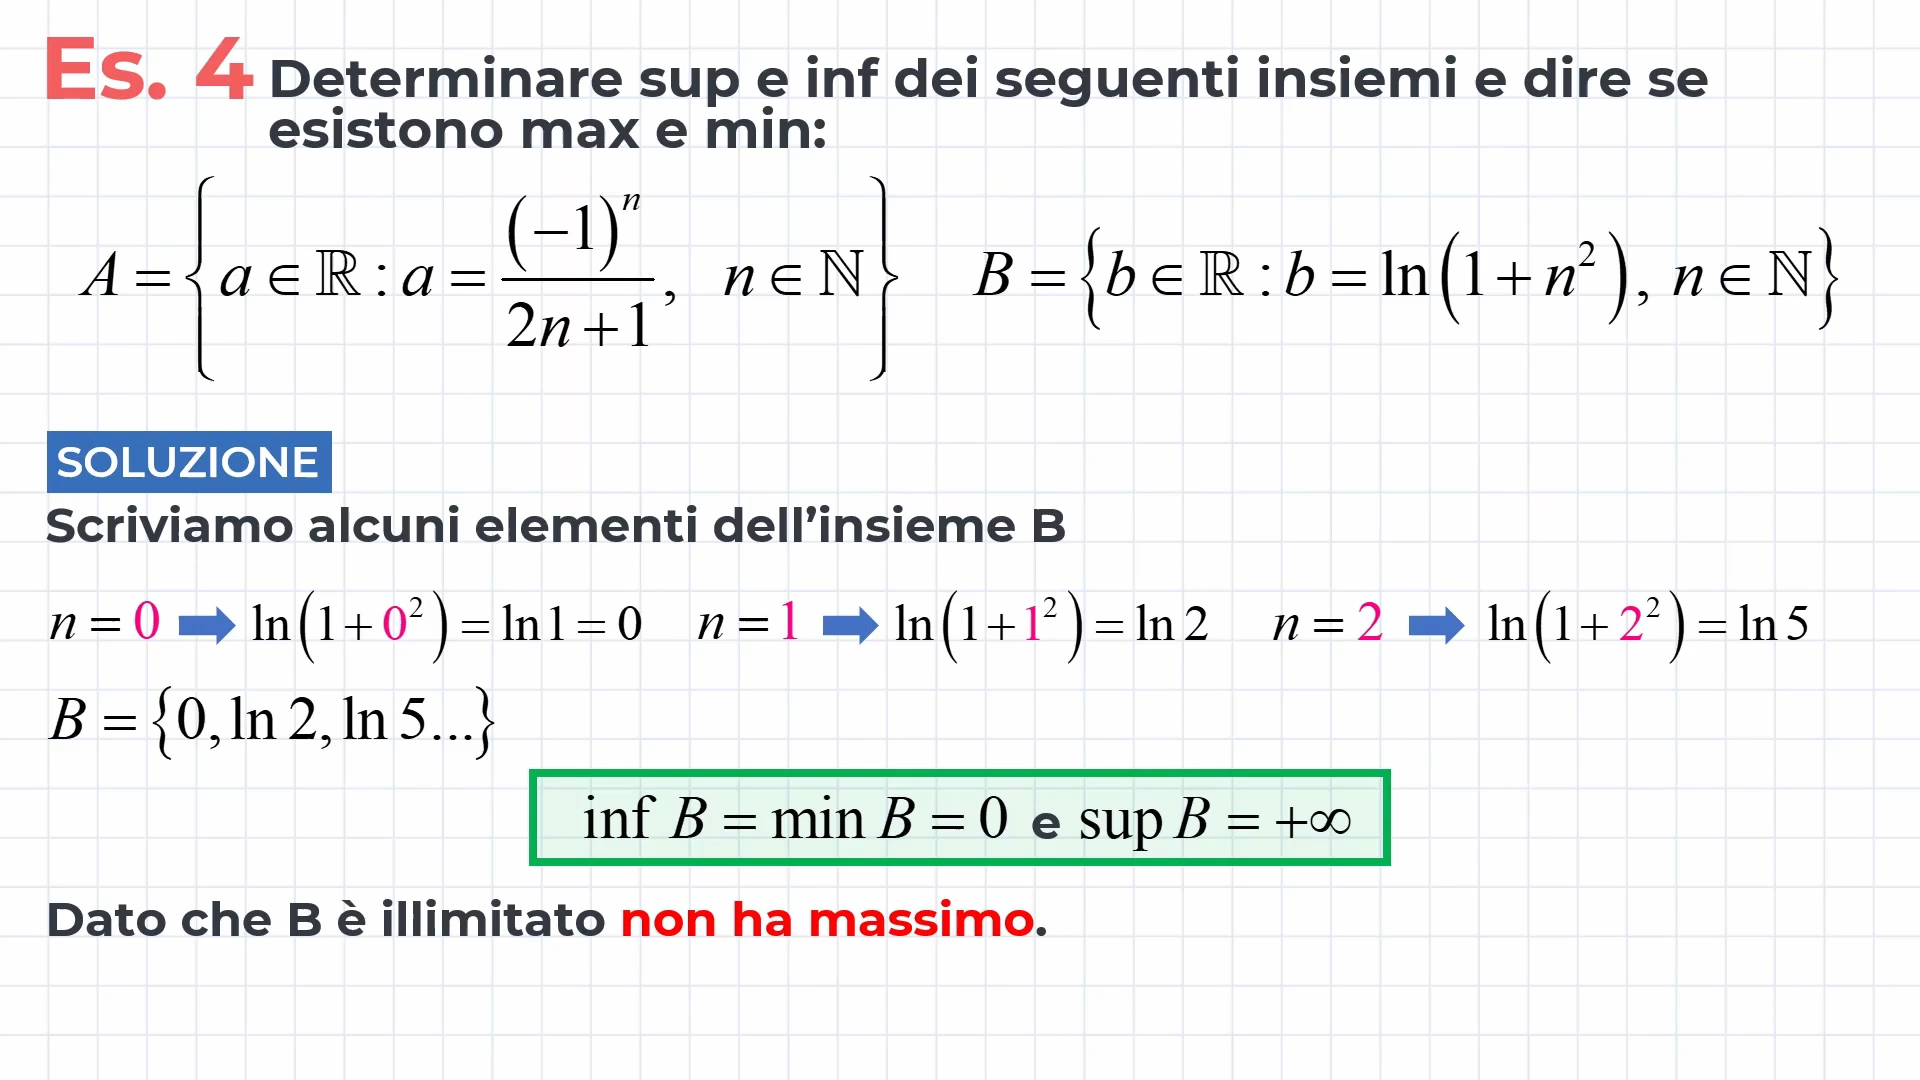 Es. 4 Determinare sup e inf dei seguenti insiemi e dire se
esistono max e min:
A = {a ∈ ℝ : a = (−1)^n / (2n + 1), n ∈ ℕ} B = {b ∈ ℝ : b = ln(1 + n²), n ∈ ℕ}
SOLUZIONE
Scriviamo alcuni elementi dell’insieme B
n = 0 ➡ ln(1 + 0²) = ln 1 = 0 n = 1 ➡ ln(1 + 1²) = ln 2 n = 2 ➡ ln(1 + 2²) = ln 5
B = {0, ln 2, ln 5...}
inf B = min B = 0 e sup B = +∞
Dato che B è illimitato non ha massimo.